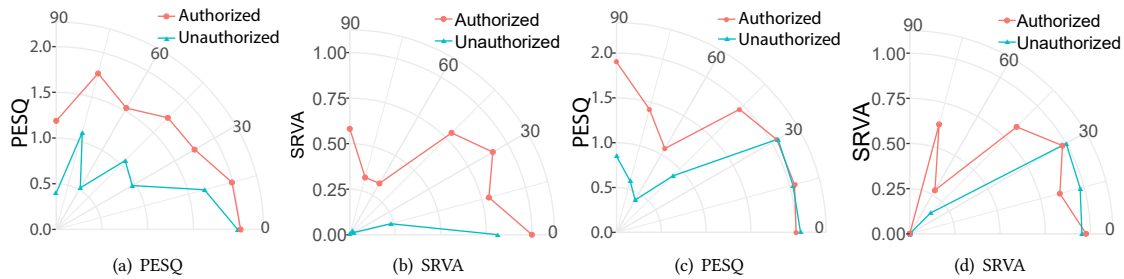 90
Authorized
Unauthorized
2.0
1.5
1.0
0.5
0.0
PESQ
60
30
0
(a) PESQ
90
Authorized
Unauthorized
1.00
0.75
0.50
0.25
0.00
SRVA
60
30
0
(b) SRVA
90
Authorized
Unauthorized
2.0
1.5
1.0
0.5
0.0
PESQ
60
30
0
(c) PESQ
90
Authorized
Unauthorized
1.00
0.75
0.50
0.25
0.00
SRVA
60
30
0
(d) SRVA